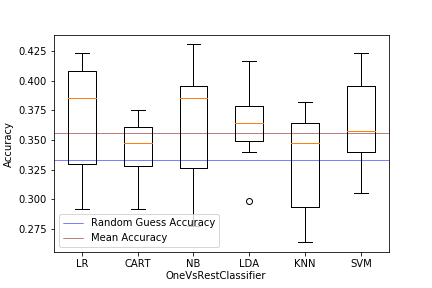 0.425
0.400
0.375
0.350
0.325
0.300
0.275
Accuracy
Random Guess Accuracy
Mean Accuracy
LR CART NB LDA KNN SVM
OneVsRestClassifier